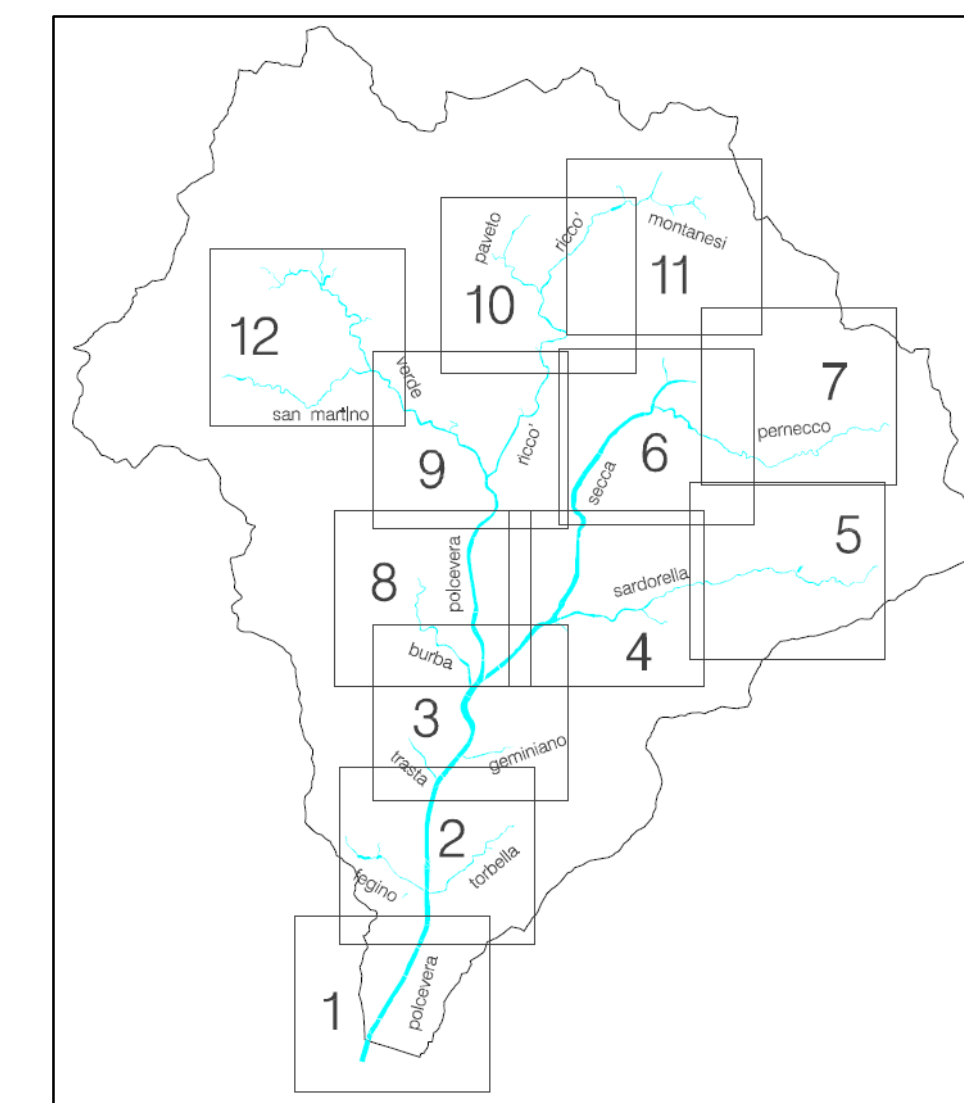 paveto
ricco'
montanesi
10
11
12
verde
san martino
7
pernecco
9
ricco'
6
secca
8
polcevera
5
sardorella
burba
4
3
trasta
geminiano
2
fegino
torbella
1
polcevera